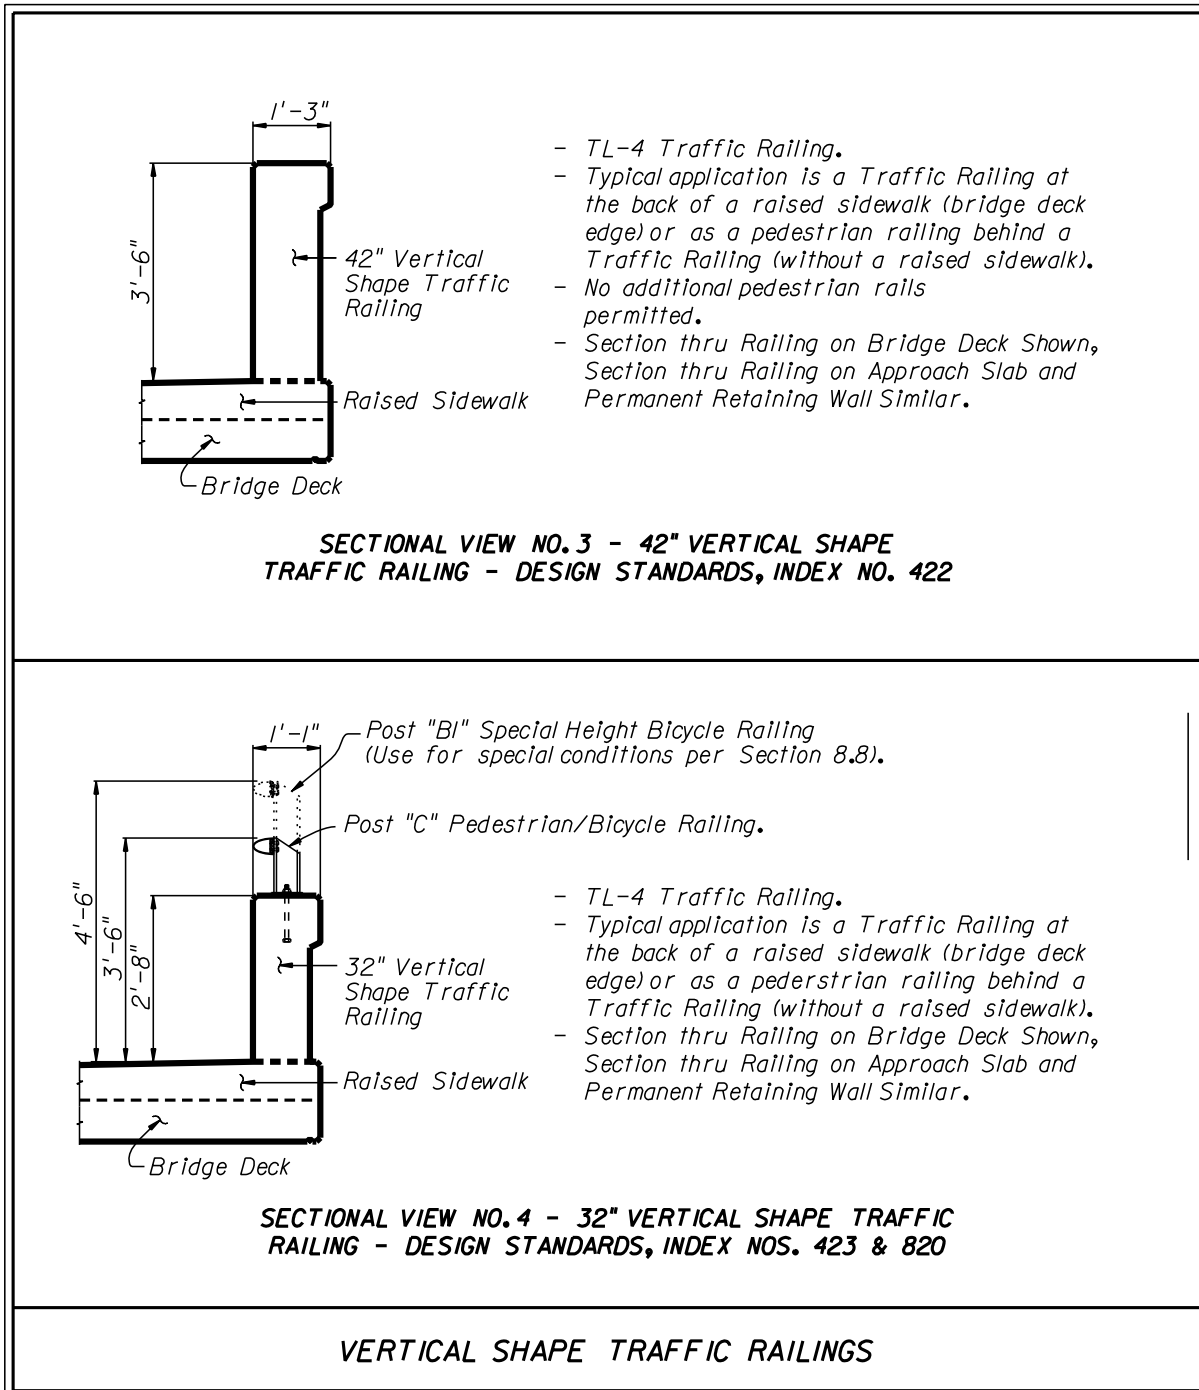 1'-3"
3'-6"
42" Vertical
Shape Traffic
Railing
Raised Sidewalk
Bridge Deck
- TL-4 Traffic Railing.
- Typical application is a Traffic Railing at
the back of a raised sidewalk (bridge deck
edge) or as a pedestrian railing behind a
Traffic Railing (without a raised sidewalk).
- No additional pedestrian rails
permitted.
- Section thru Railing on Bridge Deck Shown,
Section thru Railing on Approach Slab and
Permanent Retaining Wall Similar.
SECTIONAL VIEW NO. 3 - 42" VERTICAL SHAPE
TRAFFIC RAILING - DESIGN STANDARDS, INDEX NO. 422
1'-1"
Post "B1" Special Height Bicycle Railing
(Use for special conditions per Section 8.8).
Post "C" Pedestrian/Bicycle Railing.
4'-6"
3'-6"
2'-8"
32" Vertical
Shape Traffic
Railing
Raised Sidewalk
Bridge Deck
- TL-4 Traffic Railing.
- Typical application is a Traffic Railing at
the back of a raised sidewalk (bridge deck
edge) or as a pederstrian railing behind a
Traffic Railing (without a raised sidewalk).
- Section thru Railing on Bridge Deck Shown,
Section thru Railing on Approach Slab and
Permanent Retaining Wall Similar.
SECTIONAL VIEW NO. 4 - 32" VERTICAL SHAPE TRAFFIC
RAILING - DESIGN STANDARDS, INDEX NOS. 423 & 820
VERTICAL SHAPE TRAFFIC RAILINGS